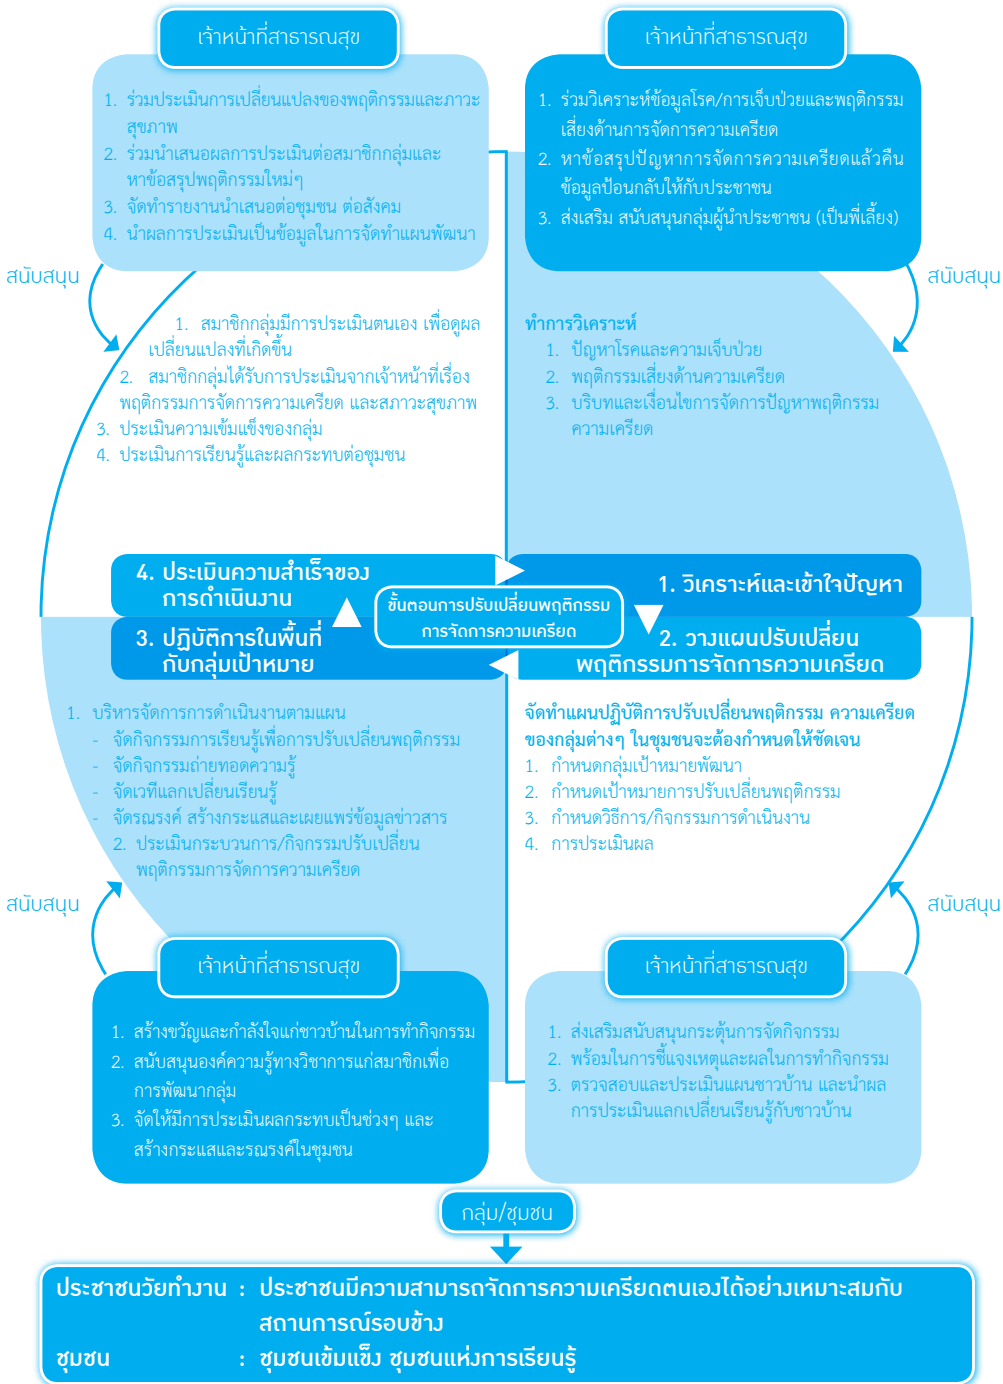 เจ้าหน้าที่สาธารณสุข
1. ร่วมประเมินการเปลี่ยนแปลงของพฤติกรรมและภาวะ
สุขภาพ
2. ร่วมนำเสนอผลการประเมินต่อสมาชิกกลุ่มและ
หาข้อสรุปพฤติกรรมใหม่ๆ
3. จัดทำรายงานนำเสนอต่อชุมชน ต่อสังคม
4. นำผลการประเมินเป็นข้อมูลในการจัดทำแผนพัฒนา
เจ้าหน้าที่สาธารณสุข
1. ร่วมวิเคราะห์ข้อมูลโรค/การเจ็บป่วยและพฤติกรรม
เสี่ยงด้านการจัดการความเครียด
2. หาข้อสรุปปัญหาการจัดการความเครียดแล้วคืน
ข้อมูลป้อนกลับให้กับประชาชน
3. ส่งเสริม สนับสนุนกลุ่มผู้นำประชาชน (เป็นพี่เลี้ยง)
สนับสนุน
สนับสนุน
1. สมาชิกกลุ่มมีการประเมินตนเอง เพื่อดูผล
เปลี่ยนแปลงที่เกิดขึ้น
2. สมาชิกกลุ่มได้รับการประเมินจากเจ้าหน้าที่เรื่อง
พฤติกรรมการจัดการความเครียด และสภาวะสุขภาพ
3. ประเมินความเข้มแข็งของกลุ่ม
4. ประเมินการเรียนรู้และผลกระทบต่อชุมชน
ทำการวิเคราะห์
1. ปัญหาโรคและความเจ็บป่วย
2. พฤติกรรมเสี่ยงด้านความเครียด
3. บริบทและเงื่อนไขการจัดการปัญหาพฤติกรรม
ความเครียด
4. ประเมินความสำเร็จของ
การดำเนินงาน
1. วิเคราะห์และเข้าใจปัญหา
ขั้นตอนการปรับเปลี่ยนพฤติกรรม
การจัดการความเครียด
3. ปฏิบัติการในพื้นที่
กับกลุ่มเป้าหมาย
2. วางแผนปรับเปลี่ยน
พฤติกรรมการจัดการความเครียด
1. บริหารจัดการการดำเนินงานตามแผน
- จัดกิจกรรมการเรียนรู้เพื่อการปรับเปลี่ยนพฤติกรรม
- จัดกิจกรรมถ่ายทอดความรู้
- จัดเวทีแลกเปลี่ยนเรียนรู้
- จัดรณรงค์ สร้างกระแสและเผยแพร่ข้อมูลข่าวสาร
2. ประเมินกระบวนการ/กิจกรรมปรับเปลี่ยน
พฤติกรรมการจัดการความเครียด
จัดทำแผนปฏิบัติการปรับเปลี่ยนพฤติกรรม ความเครียด
ของกลุ่มต่างๆ ในชุมชนจะต้องกำหนดให้ชัดเจน
1. กำหนดกลุ่มเป้าหมายพัฒนา
2. กำหนดเป้าหมายการปรับเปลี่ยนพฤติกรรม
3. กำหนดวิธีการ/กิจกรรมการดำเนินงาน
4. การประเมินผล
สนับสนุน
สนับสนุน
เจ้าหน้าที่สาธารณสุข
1. สร้างขวัญและกำลังใจแก่ชาวบ้านในการทำกิจกรรม
2. สนับสนุนองค์ความรู้ทางวิชาการแก่สมาชิกเพื่อ
การพัฒนากลุ่ม
3. จัดให้มีการประเมินผลกระทบเป็นช่วงๆ และ
สร้างกระแสและรณรงค์ในชุมชน
เจ้าหน้าที่สาธารณสุข
1. ส่งเสริมสนับสนุนกระตุ้นการจัดกิจกรรม
2. พร้อมในการชี้แจงเหตุและผลในการทำกิจกรรม
3. ตรวจสอบและประเมินแผนชาวบ้าน และนำผล
การประเมินแลกเปลี่ยนเรียนรู้กับชาวบ้าน
กลุ่ม/ชุมชน
ประชาชนวัยทำงาน : ประชาชนมีความสามารถจัดการความเครียดตนเองได้อย่างเหมาะสมกับ
สถานการณ์รอบข้าง
ชุมชน : ชุมชนเข้มแข็ง ชุมชนแห่งการเรียนรู้